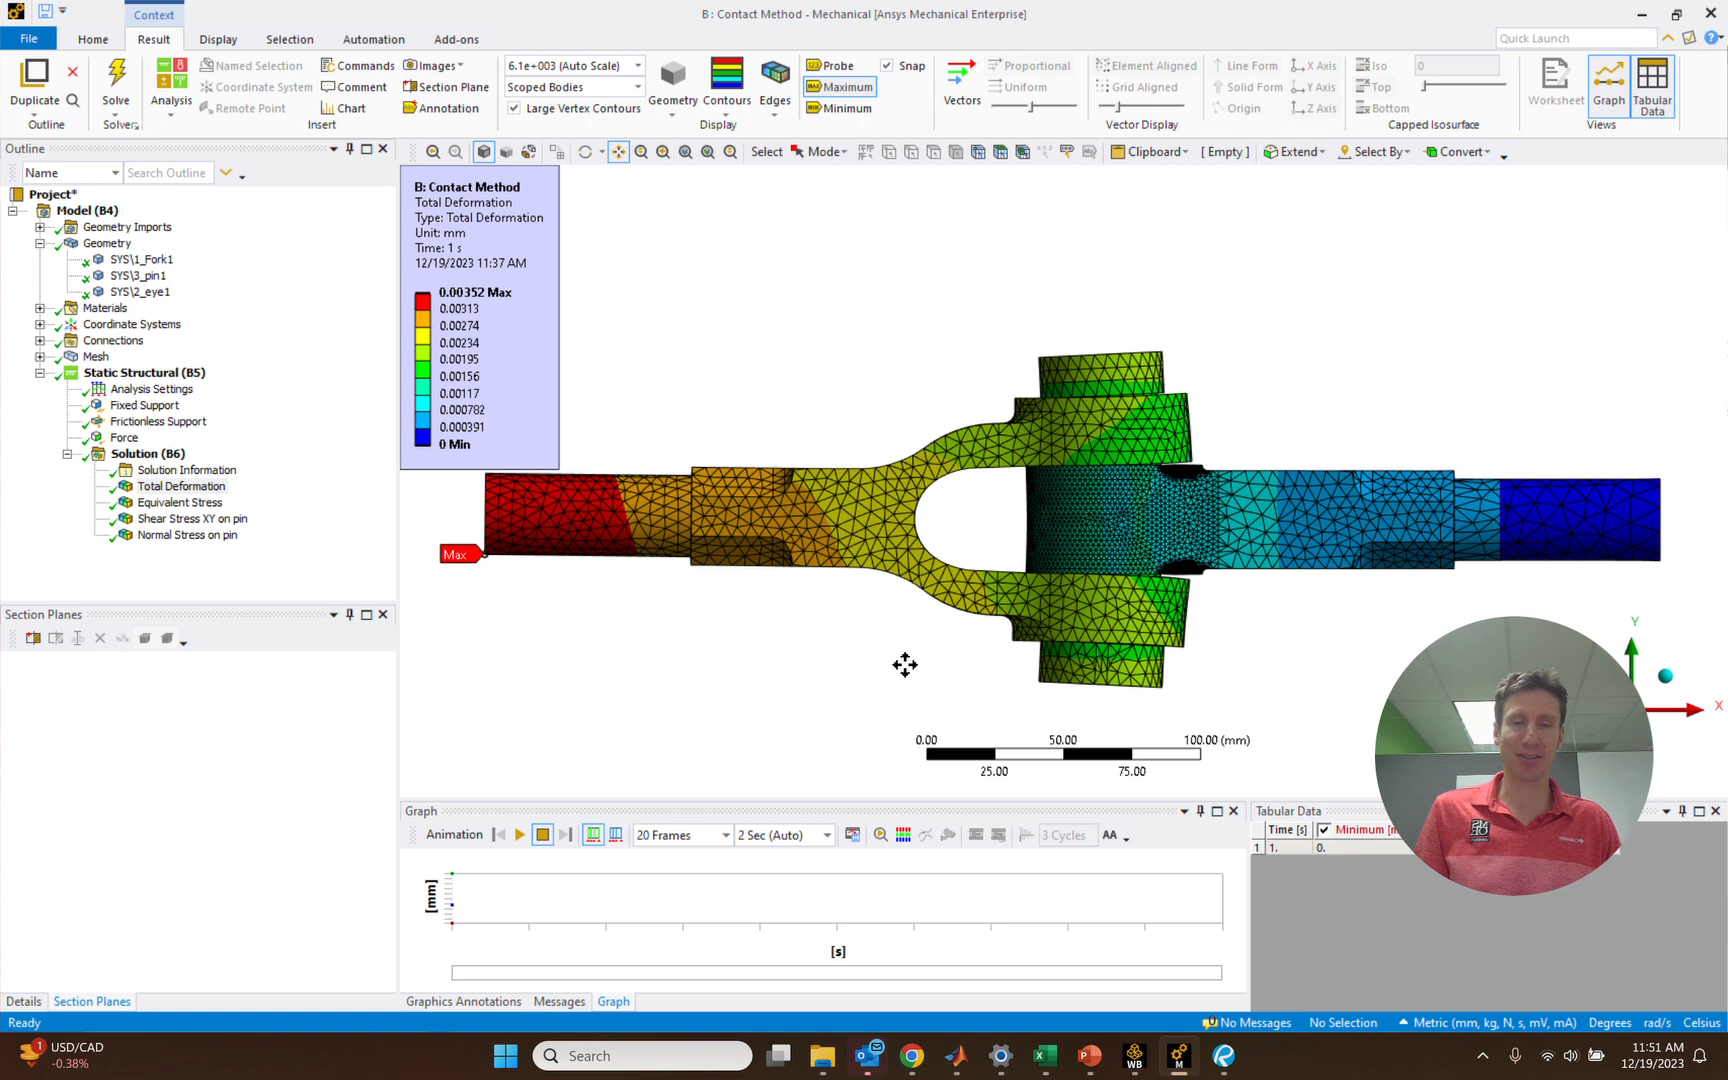 Context
B : Contact Method - Mechanical [Ansys Mechanical Enterprise]
File Home Result Display Selection Automation Add-ons
Quick Launch
Duplicate
Outline
Solve
Solver
Analysis
Named Selection
Coordinate System
Remote Point
Commands
Comment
Chart
Images
Section Plane
Annotation
Insert
6.1e+003 (Auto Scale)
Scoped Bodies
Large Vertex Contours
Geometry
Contours
Edges
Display
Probe
Maximum
Minimum
Snap
Vectors
Proportional
Uniform
Element Aligned
Grid Aligned
Line Form
Solid Form
Origin
X Axis
Y Axis
Z Axis
Vector Display
Iso
Top
Bottom
0
Capped Isosurface
Worksheet
Graph
Tabular Data
Views
Outline
Name
Search Outline
Select Mode Clipboard [ Empty ] Extend Select By Convert
Project*
Model (B4)
Geometry Imports
Geometry
SYS\1_Fork1
SYS\3_pin1
SYS\2_eye1
Materials
Coordinate Systems
Connections
Mesh
Static Structural (B5)
Analysis Settings
Fixed Support
Frictionless Support
Force
Solution (B6)
Solution Information
Total Deformation
Equivalent Stress
Shear Stress XY on pin
Normal Stress on pin
Section Planes
Details
Section Planes
B: Contact Method
Total Deformation
Type: Total Deformation
Unit: mm
Time: 1 s
12/19/2023 11:37 AM
0.00352 Max
0.00313
0.00274
0.00234
0.00195
0.00156
0.00117
0.000782
0.000391
0 Min
Max
0.00 50.00 100.00 (mm)
25.00 75.00
Y
X
Graph
Animation 20 Frames 2 Sec (Auto) 3 Cycles AA
[mm]
[s]
Graphics Annotations Messages Graph
Tabular Data
Time [s] Minimum [m
1 1. 0.
Ready
No Messages No Selection Metric (mm, kg, N, s, mV, mA) Degrees rad/s Celsius
1
USD/CAD
-0.38%
Search
WB
M
11:51 AM
12/19/2023